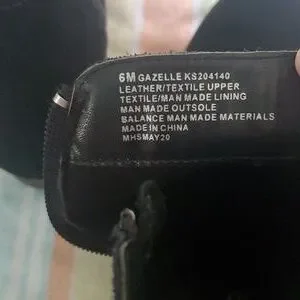 6M GAZELLE KS204140
LEATHER/TEXTILE UPPER
TEXTILE/MAN MADE LINING
MAN MADE OUTSOLE
BALANCE MAN MADE MATERIALS
MADE IN CHINA
MHSMAY20